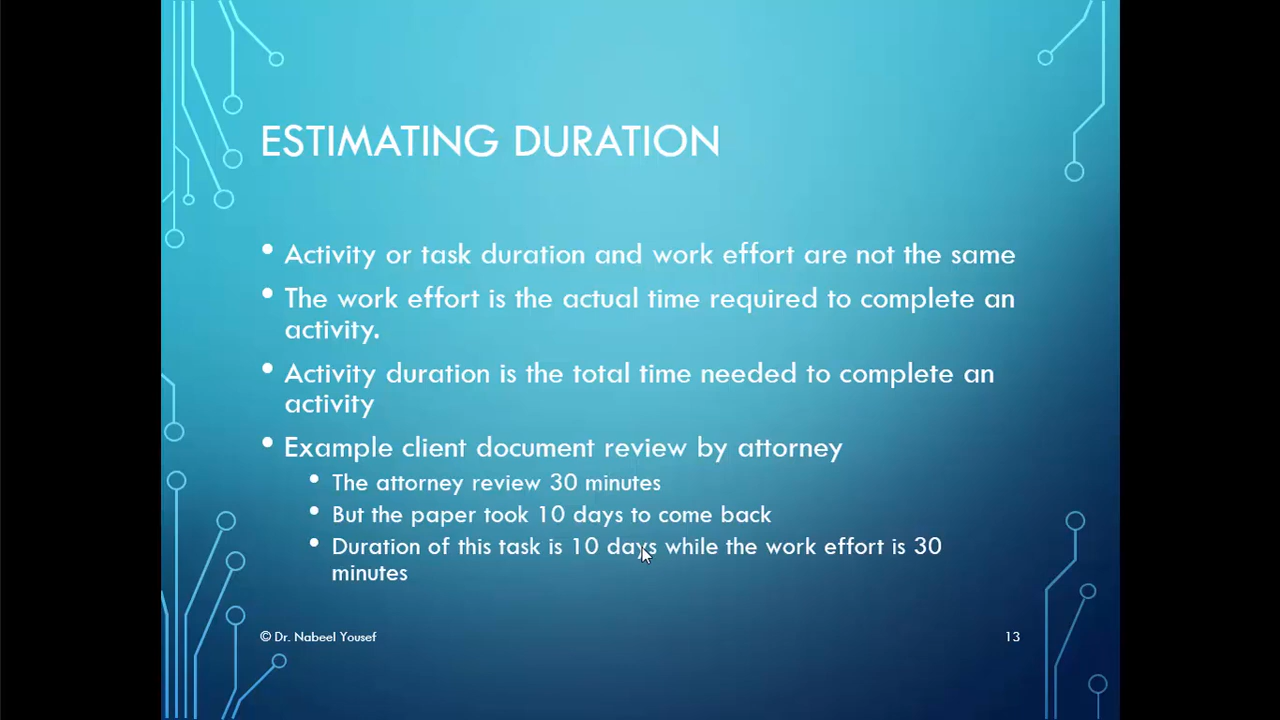 ESTIMATING DURATION
• Activity or task duration and work effort are not the same
• The work effort is the actual time required to complete an
activity.
• Activity duration is the total time needed to complete an
activity
• Example client document review by attorney
• The attorney review 30 minutes
• But the paper took 10 days to come back
• Duration of this task is 10 days while the work effort is 30
minutes
© Dr. Nabeel Yousef
13